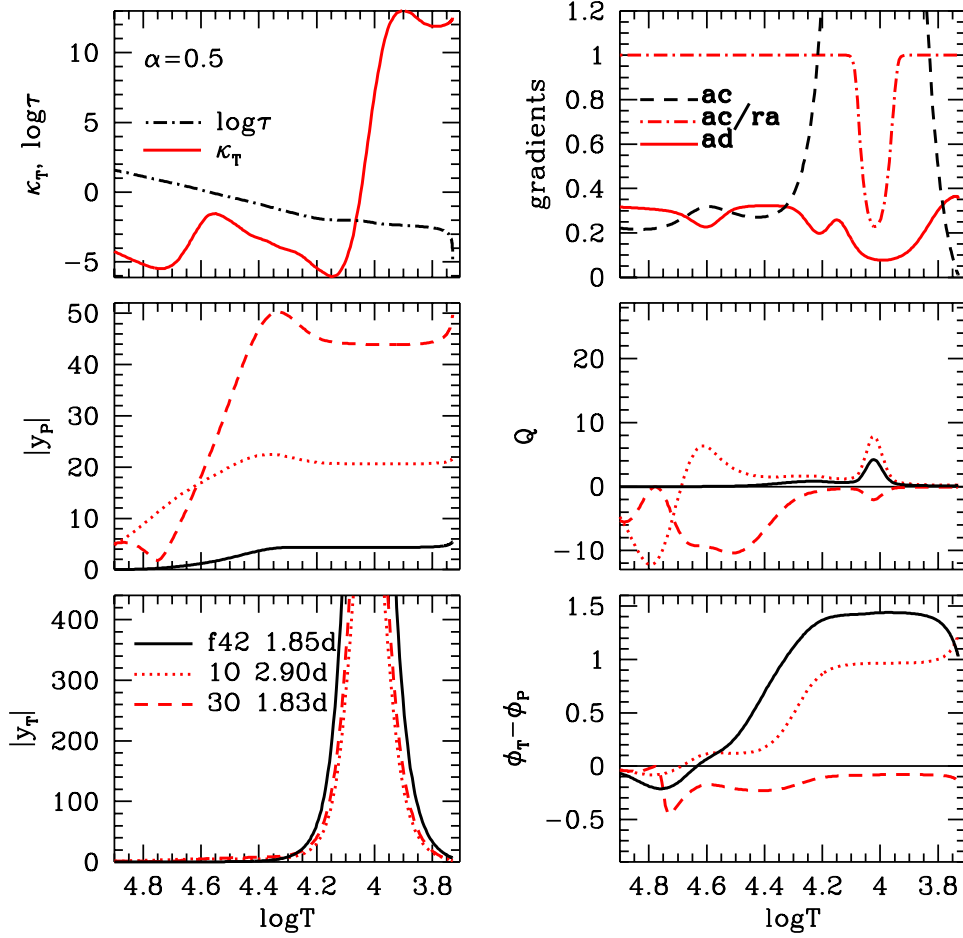 10
5
0
−5
κT, logτ
α=0.5
logτ
κT
1.2
1
0.8
0.6
0.4
0.2
0
gradients
ac
ac/ra
ad
50
40
30
20
10
0
|yP|
20
10
0
−10
Q
400
300
200
100
0
|yT|
f42 1.85d
10 2.90d
30 1.83d
4.8 4.6 4.4 4.2 4 3.8
logT
1.5
1
0.5
0
−0.5
ϕT−ϕP
4.8 4.6 4.4 4.2 4 3.8
logT